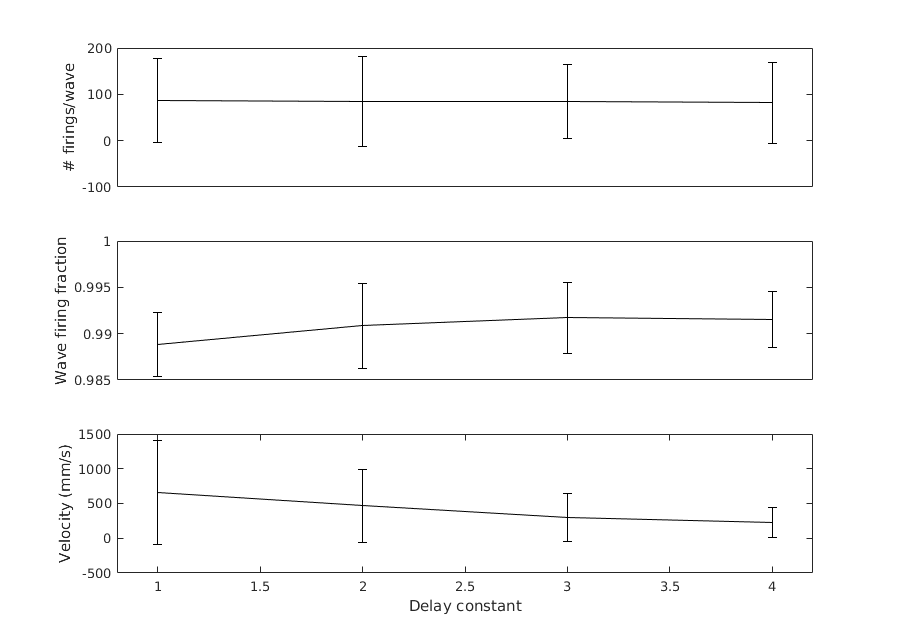 200
100
0
-100
# firings/wave
1
0.995
0.99
0.985
Wave firing fraction
1500
1000
500
0
-500
Velocity (mm/s)
1 1.5 2 2.5 3 3.5 4
Delay constant